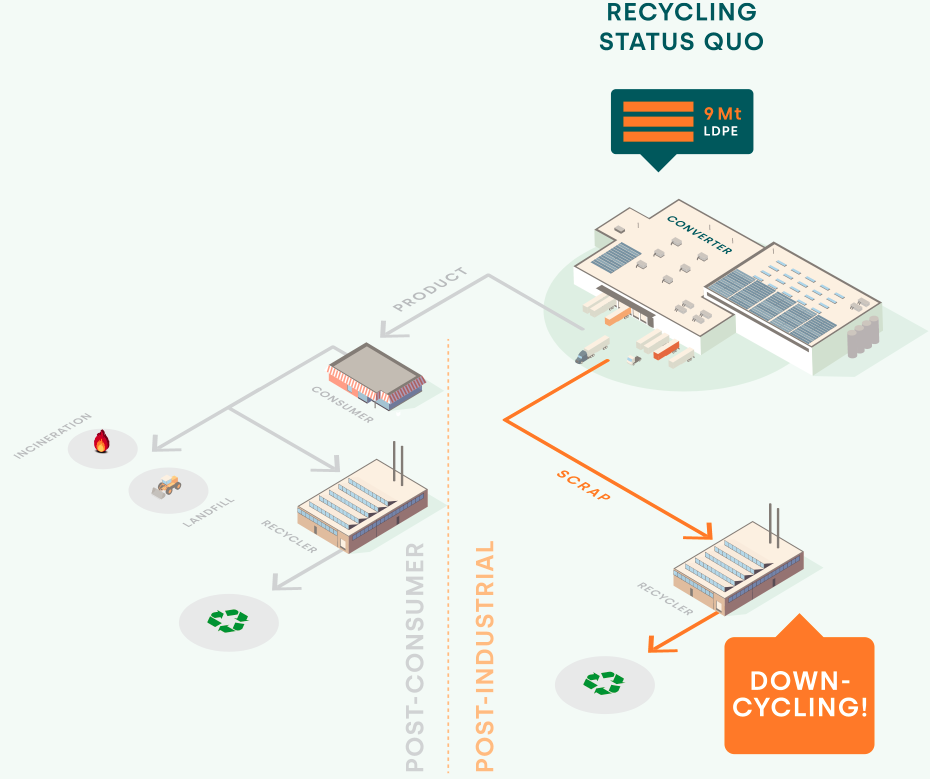 RECYCLING
STATUS QUO
9 Mt
LDPE
CONVERTER
PRODUCT
CONSUMER
INCINERATION
LANDFILL
RECYCLER
SCRAP
RECYCLER
POST-CONSUMER
POST-INDUSTRIAL
DOWN-
CYCLING!